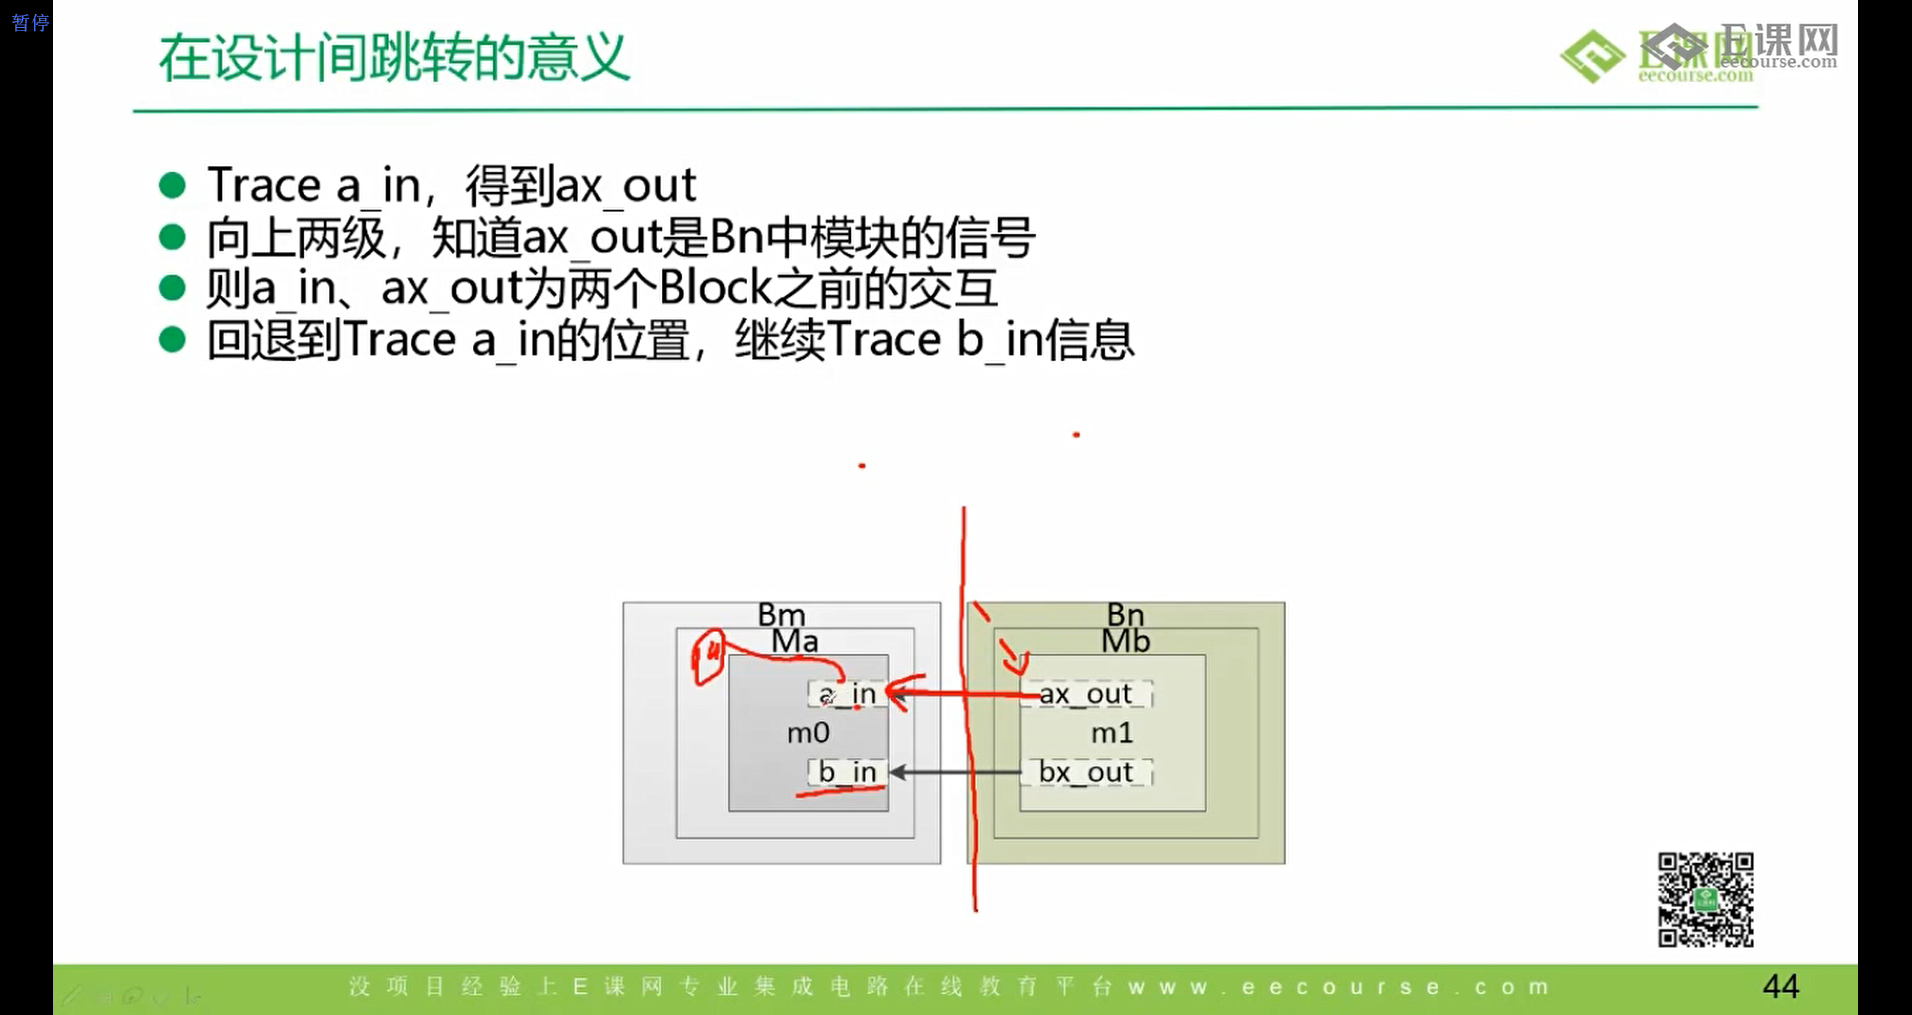 暂停
在设计间跳转的意义
E课网
eecourse.com
E课网
eecourse.com
Trace a_in，得到ax_out
向上两级，知道ax_out是Bn中模块的信号
则a_in、ax_out为两个Block之前的交互
回退到Trace a_in的位置，继续Trace b_in信息
Bm
Bn
Ma
Mb
a_in
ax_out
m0
m1
b_in
bx_out
没项目经验上E课网专业集成电路在线教育平台www.eecourse.com
44